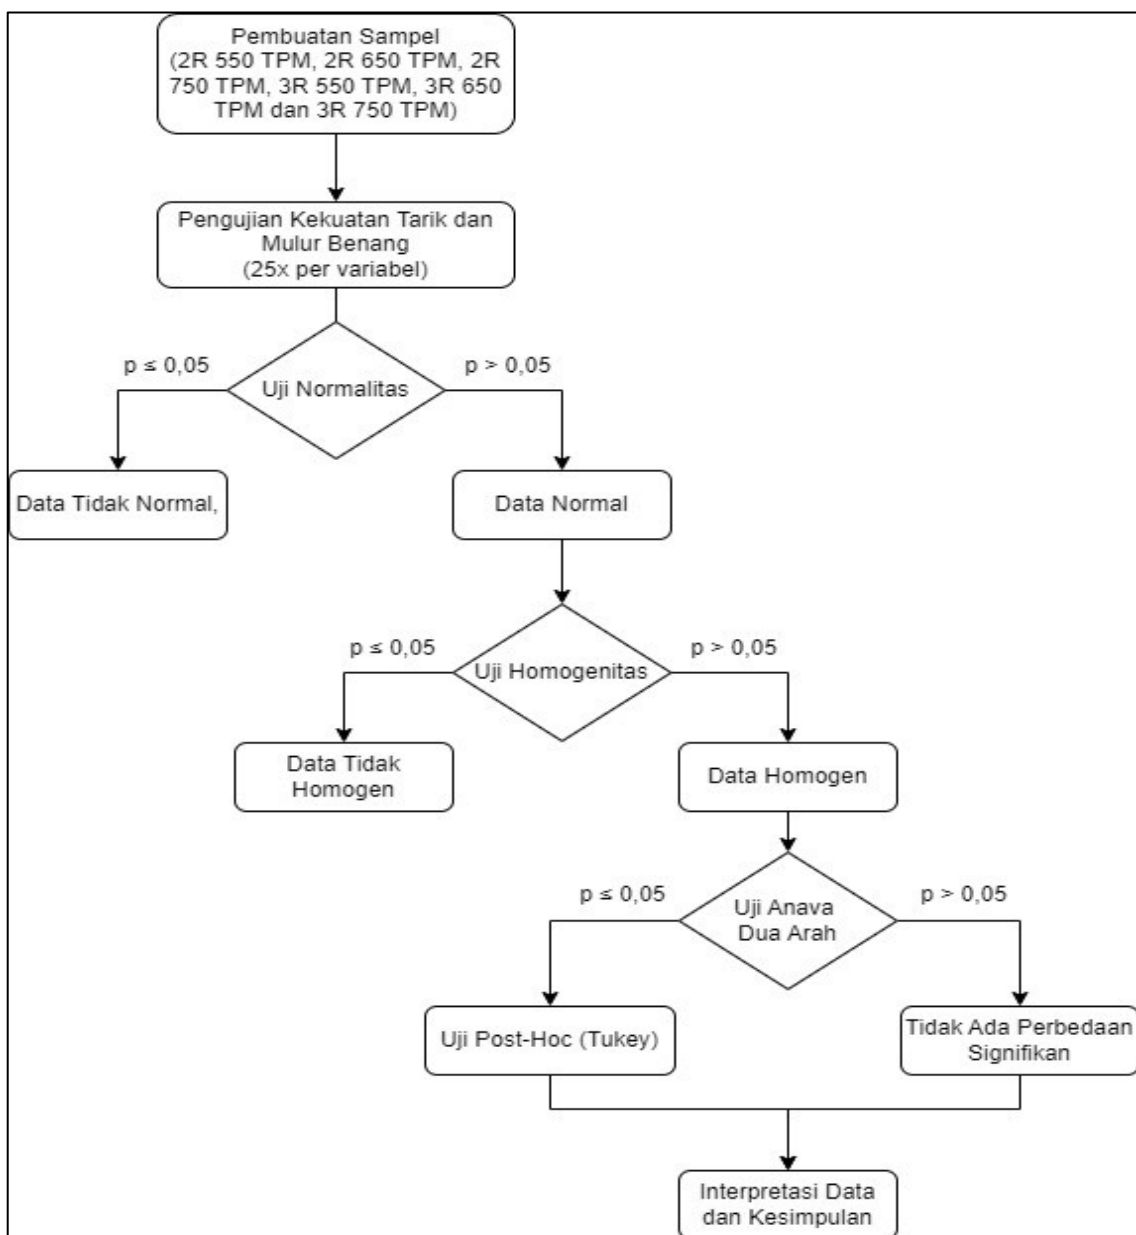 Pembuatan Sampel
(2R 550 TPM, 2R 650 TPM, 2R
750 TPM, 3R 550 TPM, 3R 650
TPM dan 3R 750 TPM)
Pengujian Kekuatan Tarik dan
Mulur Benang
(25x per variabel)
p ≤ 0,05
p > 0,05
Uji Normalitas
Data Tidak Normal,
Data Normal
p ≤ 0,05
p > 0,05
Uji Homogenitas
Data Tidak
Homogen
Data Homogen
p ≤ 0,05
p > 0,05
Uji Anava
Dua Arah
Uji Post-Hoc (Tukey)
Tidak Ada Perbedaan
Signifikan
Interpretasi Data
dan Kesimpulan